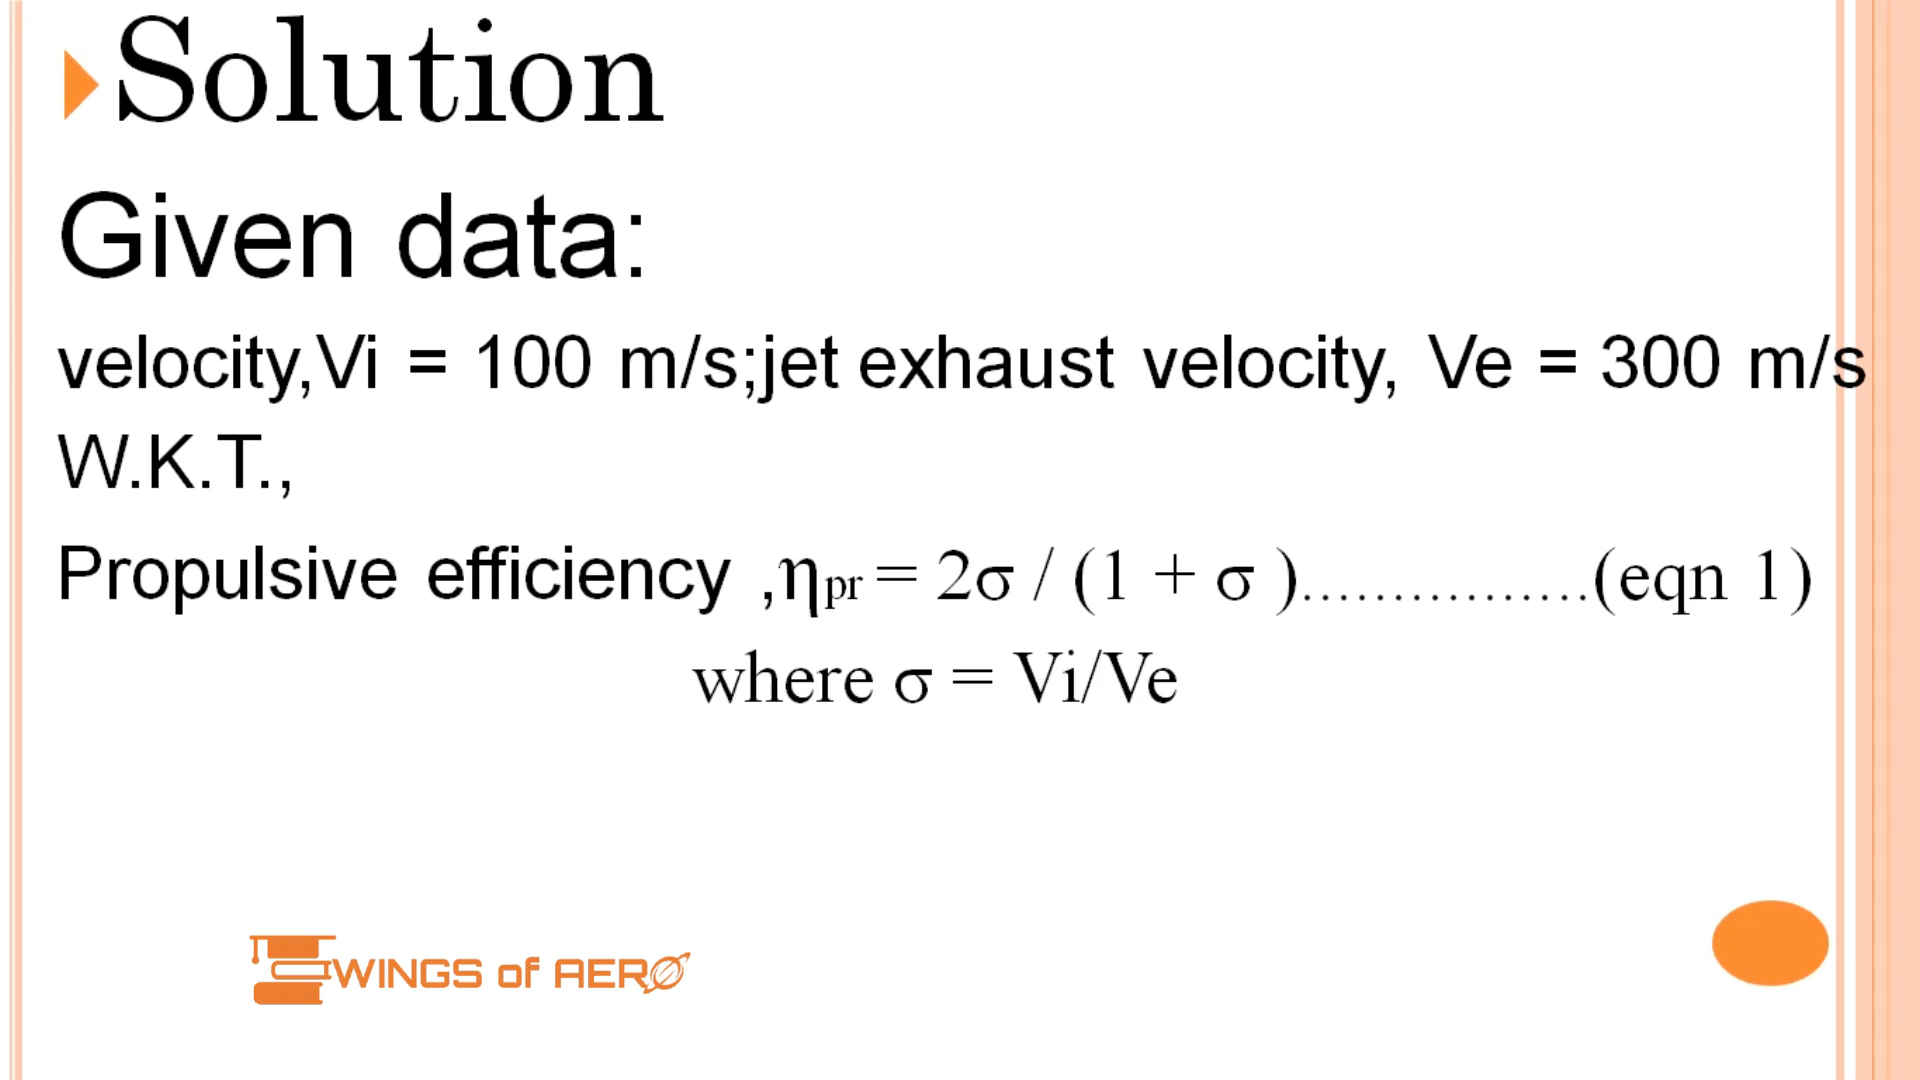 Solution
Given data:
velocity,Vi = 100 m/s;jet exhaust velocity, Ve = 300 m/s
W.K.T.,
Propulsive efficiency ,ηpr = 2σ / (1 + σ )................(eqn 1)
where σ = Vi/Ve
WINGS of AERO